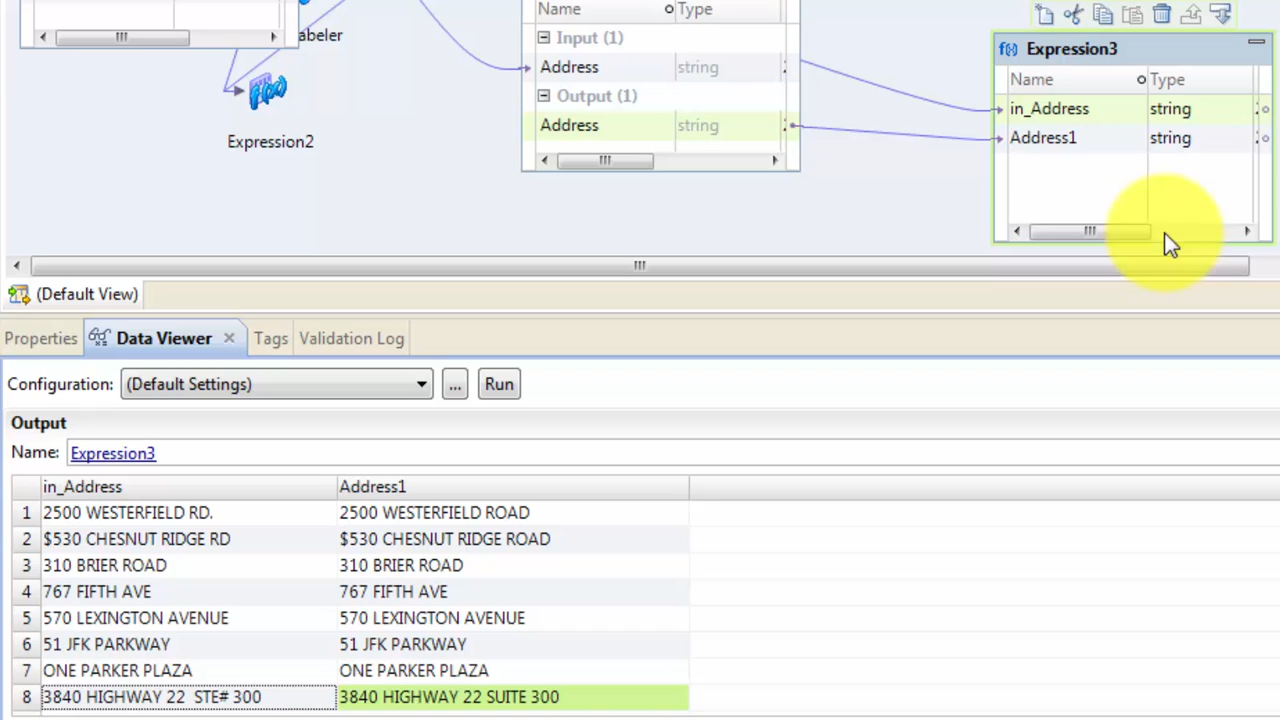 Name Type
Input (1)
Address string
Output (1)
Address string
abeler
Expression2
Expression3
Name Type
in_Address string
Address1 string
(Default View)
Properties Data Viewer Tags Validation Log
Configuration: (Default Settings) ... Run
Output
Name: Expression3
in_Address Address1
1 2500 WESTERFIELD RD. 2500 WESTERFIELD ROAD
2 $530 CHESNUT RIDGE RD $530 CHESNUT RIDGE ROAD
3 310 BRIER ROAD 310 BRIER ROAD
4 767 FIFTH AVE 767 FIFTH AVE
5 570 LEXINGTON AVENUE 570 LEXINGTON AVENUE
6 51 JFK PARKWAY 51 JFK PARKWAY
7 ONE PARKER PLAZA ONE PARKER PLAZA
8 3840 HIGHWAY 22  STE# 300 3840 HIGHWAY 22 SUITE 300